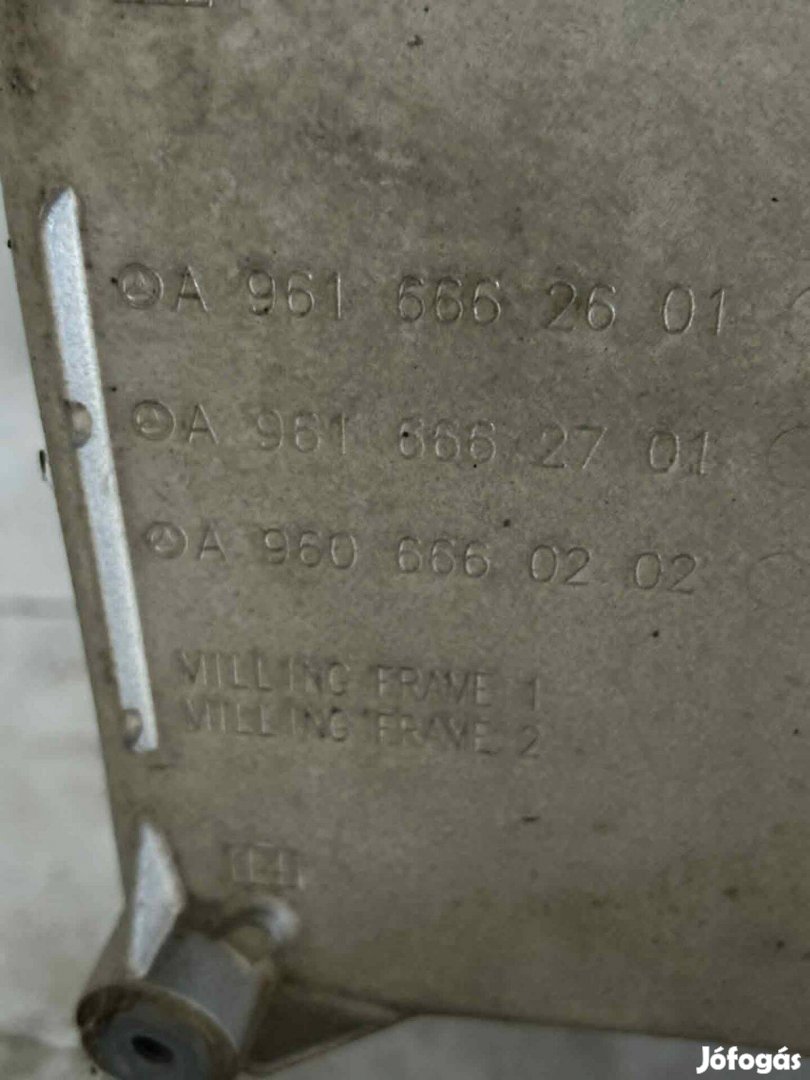 A 961 666 26 01
A 961 666 27 01
A 960 666 02 02
MILLING FRAME 1
MILLING FRAME 2
Jófogás